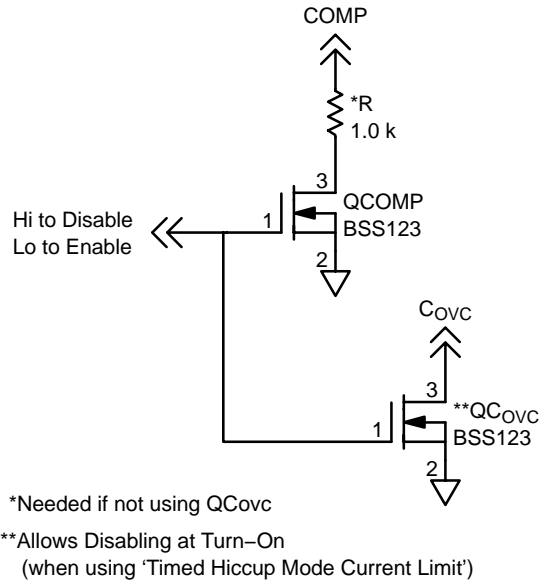 COMP
*R
1.0 k
3
QCOMP
1
BSS123
Hi to Disable
Lo to Enable
2
COVC
3
**QCOVC
1
BSS123
2
*Needed if not using QCovc
**Allows Disabling at Turn−On
(when using ‘Timed Hiccup Mode Current Limit’)